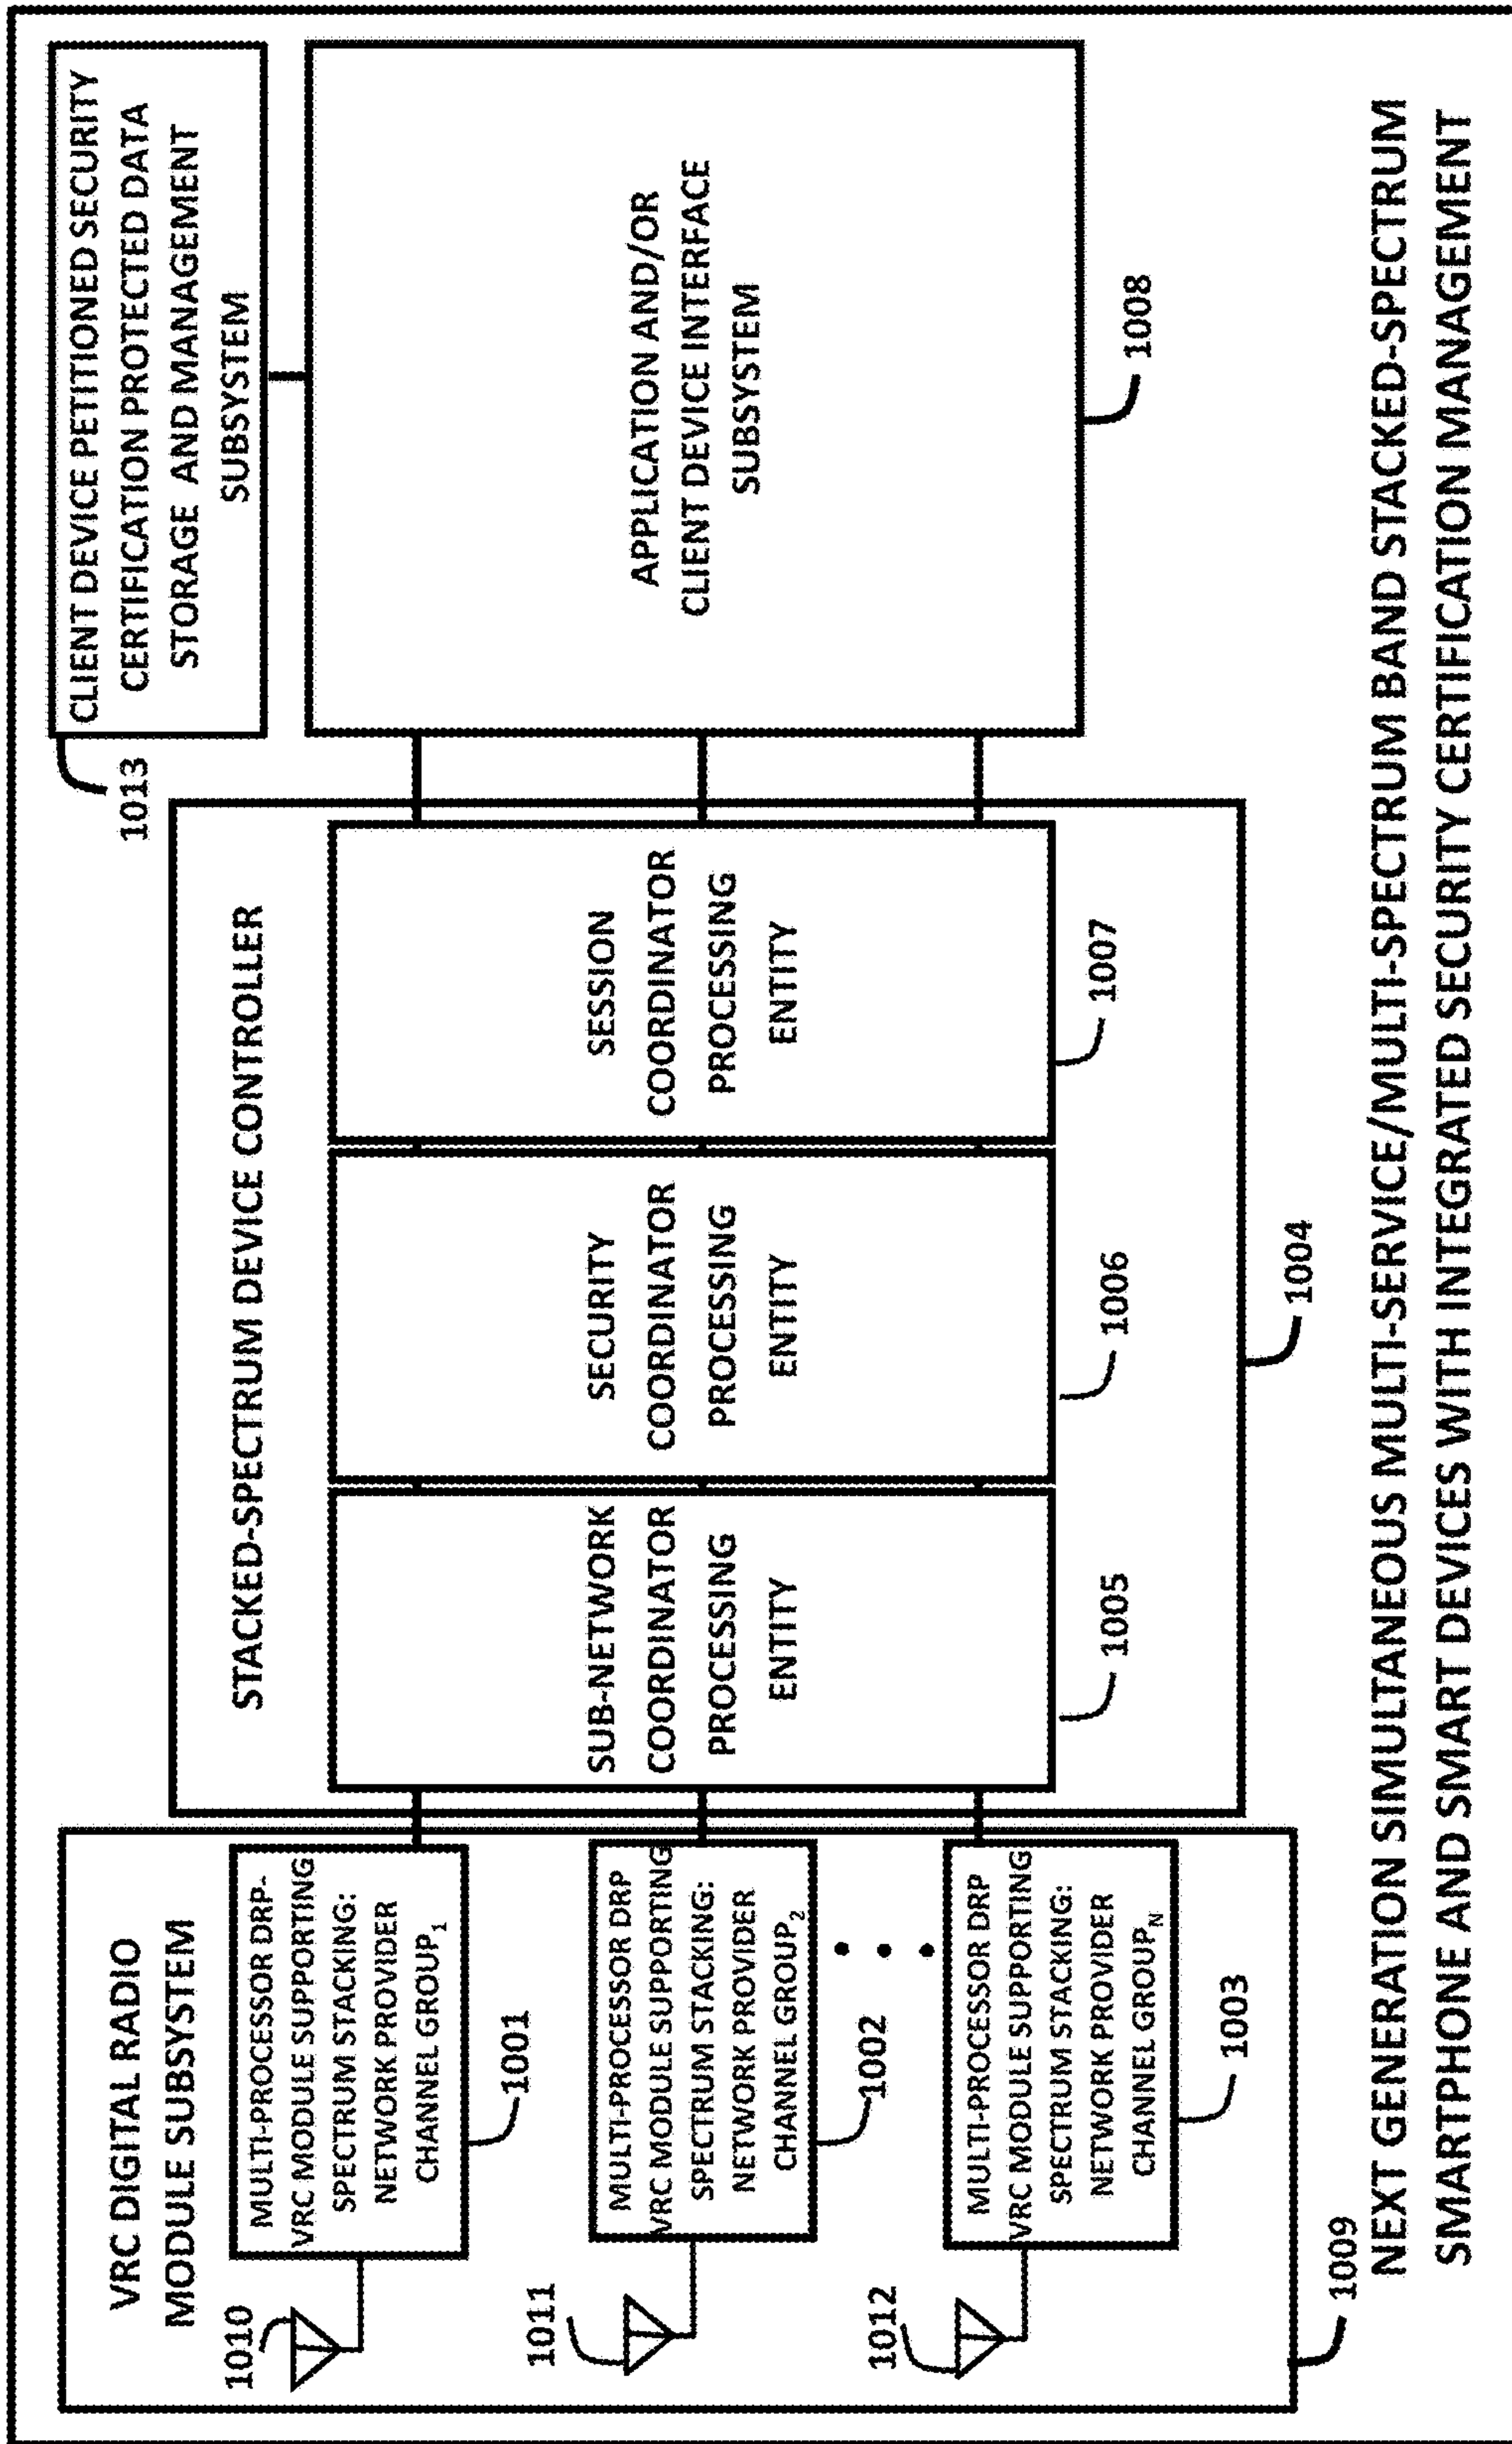 VRC DIGITAL RADIO
MODULE SUBSYSTEM
1010
MULTI-PROCESSOR DRP-
VRC MODULE SUPPORTING
SPECTRUM STACKING:
NETWORK PROVIDER
CHANNEL GROUP1
1001
1011
MULTI-PROCESSOR DRP
VRC MODULE SUPPORTING
SPECTRUM STACKING:
NETWORK PROVIDER
CHANNEL GROUP2
1002
1012
MULTI-PROCESSOR DRP
VRC MODULE SUPPORTING
SPECTRUM STACKING:
NETWORK PROVIDER
CHANNELN
1003
1009
STACKED-SPECTRUM DEVICE CONTROLLER
SUB-NETWORK
COORDINATOR
PROCESSING
ENTITY
1005
SECURITY
COORDINATOR
PROCESSING
ENTITY
1006
SESSION
COORDINATOR
PROCESSING
ENTITY
1007
1004
CLIENT DEVICE PETITIONED SECURITY
CERTIFICATION PROTECTED DATA
STORAGE AND MANAGEMENT
SUBSYSTEM
1013
APPLICATION AND/OR
CLIENT DEVICE INTERFACE
SUBSYSTEM
1008
NEXT GENERATION SIMULTANEOUS MULTI-SERVICE/MULTI-SPECTRUM BAND STACKED-SPECTRUM
SMARTPHONE AND SMART DEVICES WITH INTEGRATED SECURITY CERTIFICATION MANAGEMENT